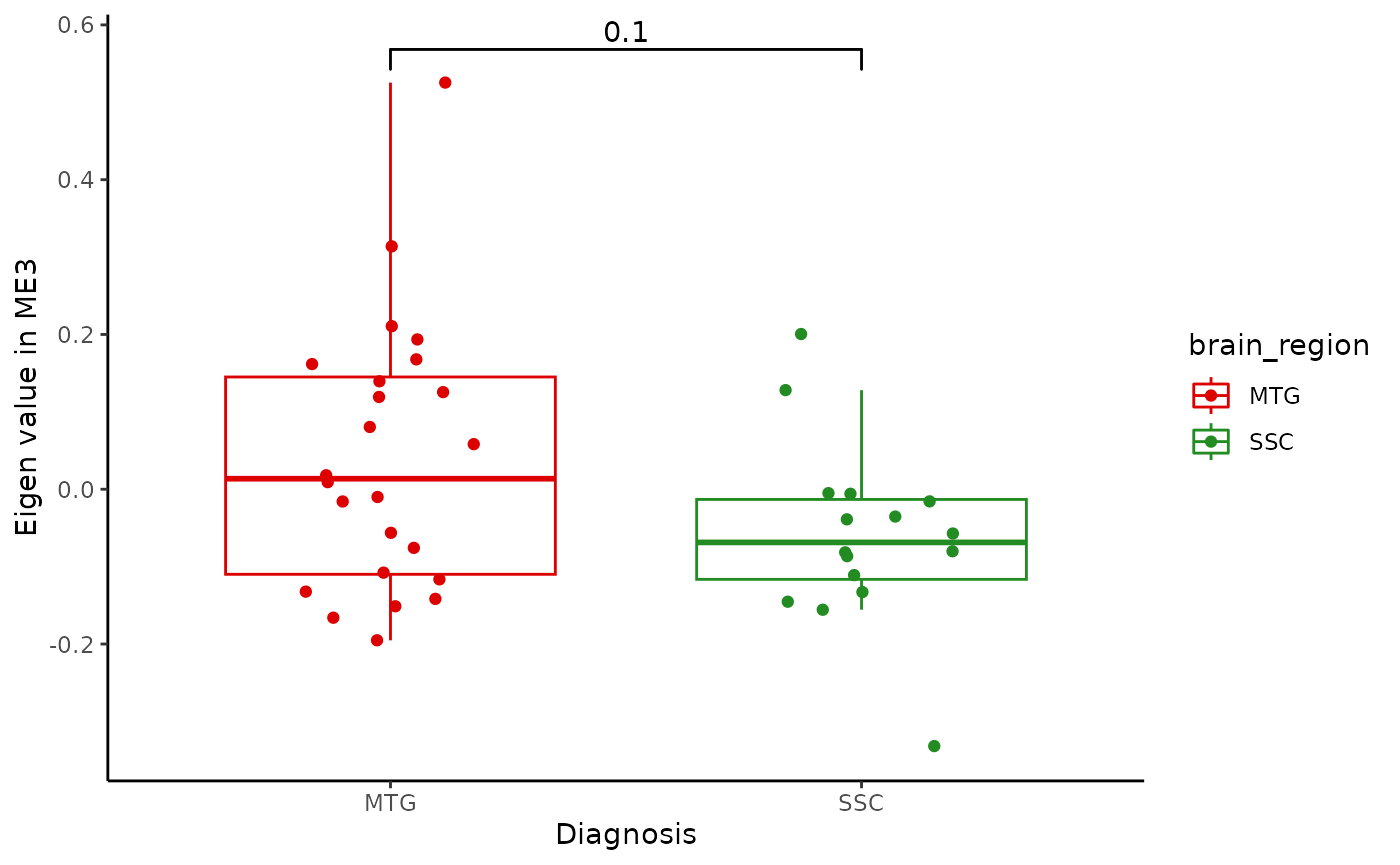 0.6
0.4
0.2
0.0
-0.2
Eigen value in ME3
0.1
MTG
SSC
Diagnosis
brain_region
MTG
SSC